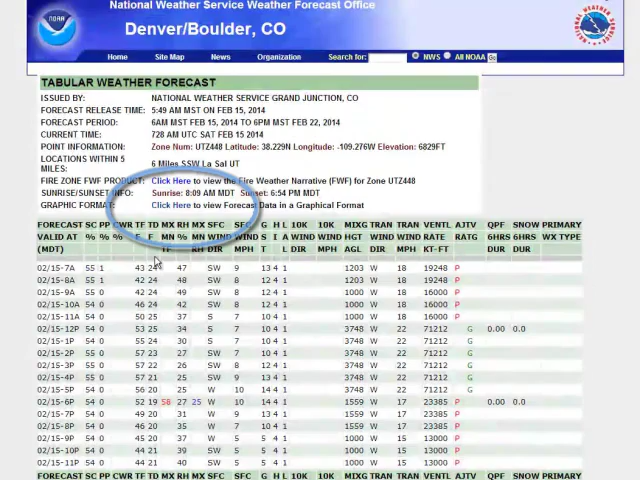 National Weather Service Weather Forecast Office
NOAA
Denver/Boulder, CO
Home Site Map News Organization Search for: NWS All NOAA Go
TABULAR WEATHER FORECAST
ISSUED BY: NATIONAL WEATHER SERVICE GRAND JUNCTION, CO
FORECAST RELEASE TIME: 5:49 AM MST ON FEB 15, 2014
FORECAST PERIOD: 6AM MST FEB 15, 2014 TO 6PM MST FEB 22, 2014
CURRENT TIME: 728 AM UTC SAT FEB 15 2014
POINT INFORMATION: Zone Num: UTZ448 Latitude: 38.229N Longitude: -109.276W Elevation: 6829FT
LOCATIONS WITHIN 5
MILES: 6 Miles SSW La Sal UT
FIRE ZONE FWF PRODUCT: Click Here to view the Fire Weather Narrative (FWF) for Zone UTZ448
SUNRISE/SUNSET INFO: Sunrise: 8:09 AM MDT Sunset: 6:54 PM MDT
GRAPHIC FORMAT: Click Here to view Forecast Data in a Graphical Format
FORECAST SC PP CWR TF TD MX RH MX SFC SFC G H L 10K 10K MIXG TRAN TRAN VENTL AJTV QPF SNOW PRIMARY
VALID AT % % % F F MN % MN WIND WIND S I A WIND WIND HGT WIND WIND RATE RATG 6HRS 6HRS WX TYPE
(MDT) TF RH DIR MPH T 4 L DIR MPH AGL DIR MPH KT-FT DUR DUR
02/15-7A 55 1 43 24 47 SW 9 13 4 1 1203 W 18 19248 P
02/15-8A 55 1 42 24 48 SW 8 14 4 1 1203 W 18 19248 P
02/15-9A 54 0 42 24 49 SW 8 10 4 1 1000 W 18 16000 P
02/15-10A 54 0 46 24 42 SW 8 10 4 1 1000 W 18 16000 P
02/15-11A 54 0 50 25 37 S 7 10 4 1 1000 W 18 16000 P
02/15-12P 54 0 53 25 34 S 7 10 4 1 3748 W 22 71212 G 0.00 0.0
02/15-1P 54 0 55 24 30 S 7 10 4 1 3748 W 22 71212 G
02/15-2P 54 0 57 23 27 SW 8 10 4 1 3748 W 22 71212 G
02/15-3P 55 0 57 22 26 SW 8 12 4 1 3748 W 22 71212 G
02/15-4P 54 0 57 21 25 SW 9 13 4 1 3748 W 22 71212 G
02/15-5P 54 0 56 20 25 W 10 14 4 1 3748 W 22 71212 G
02/15-6P 54 0 52 19 58 27 25 W 10 14 4 1 1559 W 17 23385 P 0.00 0.0
02/15-7P 54 0 49 20 31 W 9 13 4 1 1559 W 17 23385 P
02/15-8P 54 0 46 20 35 W 7 10 4 1 1559 W 17 23385 P
02/15-9P 54 0 45 20 37 W 5 5 4 1 1000 W 15 13000 P
02/15-10P 54 0 44 21 39 SW 5 5 4 1 1000 W 15 13000 P
02/15-11P 54 0 44 21 40 S 5 5 4 1 1000 W 15 13000 P
FORECAST SC PP CWR TF TD MX RH MX SFC SFC G H L 10K 10K MIXG TRAN TRAN VENTL AJTV QPF SNOW PRIMARY